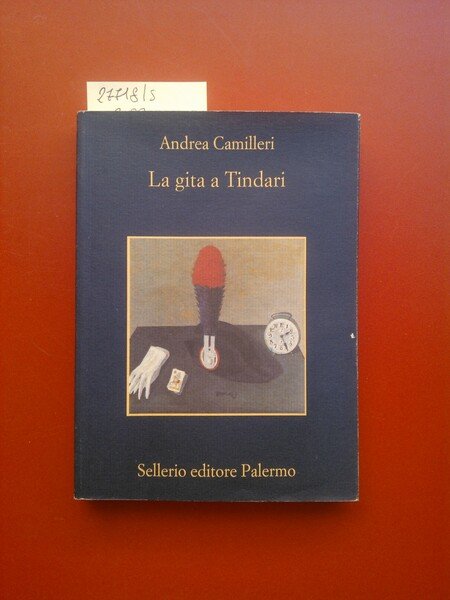 27718/s
Andrea Camilleri
La gita a Tindari
Sellerio editore Palermo